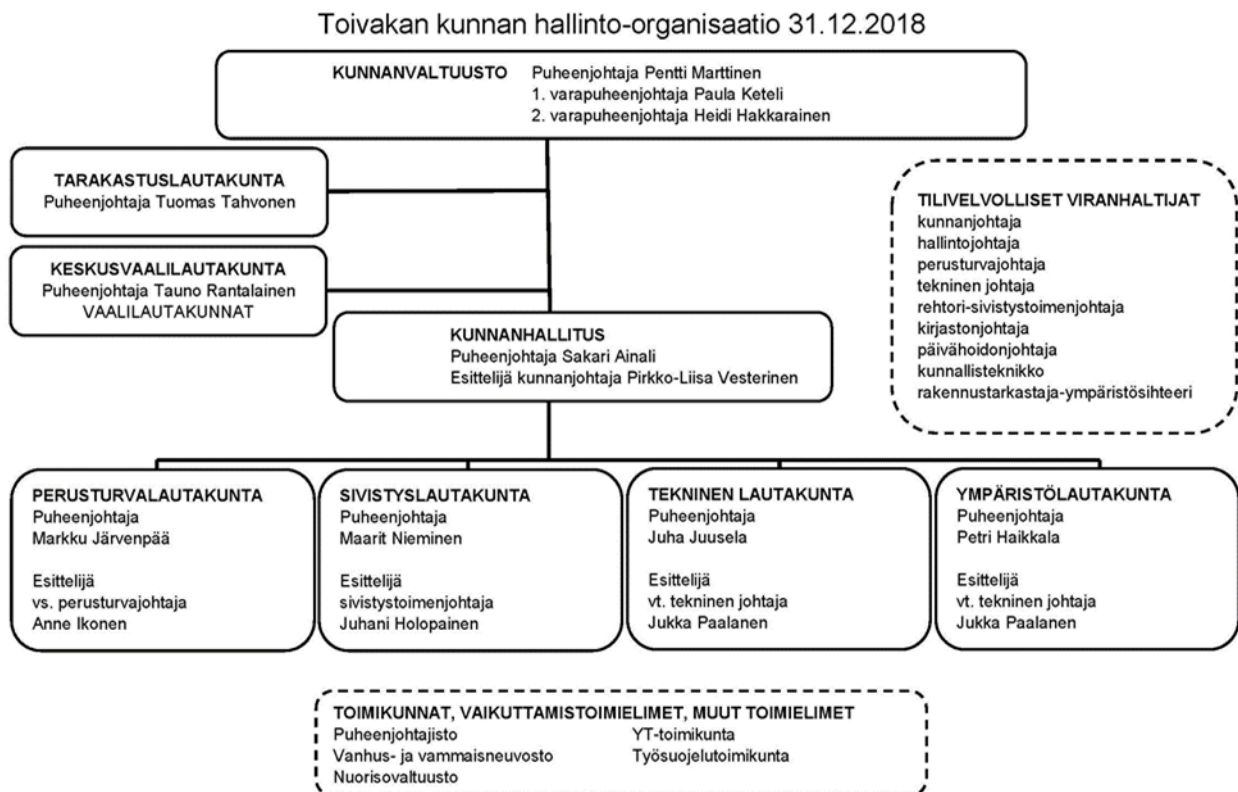 Toivakan kunnan hallinto-organisaatio 31.12.2018
KUNNANVALTUUSTO Puheenjohtaja Pentti Marttinen
1. varapuheenjohtaja Paula Keteli
2. varapuheenjohtaja Heidi Hakkarainen
TARAKASTUSLAUTAKUNTA
Puheenjohtaja Tuomas Tahvonen
KESKUSVAALILAUTAKUNTA
Puheenjohtaja Tauno Rantalainen
VAALILAUTAKUNNAT
TILIVELVOLLISET VIRANHALTIJAT
kunnanjohtaja
hallintojohtaja
perusturvajohtaja
tekninen johtaja
rehtori-sivistystoimenjohtaja
kirjastonjohtaja
päivähoidonjohtaja
kunnallisteknikko
rakennustarkastaja-ympäristösihteeri
KUNNANHALLITUS
Puheenjohtaja Sakari Ainali
Esittelijä kunnanjohtaja Pirkko-Liisa Vesterinen
PERUSTURVALAUTAKUNTA
Puheenjohtaja
Markku Järvenpää
Esittelijä
vs. perusturvajohtaja
Anne Ikonen
SIVISTYSLAUTAKUNTA
Puheenjohtaja
Maarit Nieminen
Esittelijä
sivistystoimenjohtaja
Juhani Holopainen
TEKNINEN LAUTAKUNTA
Puheenjohtaja
Juha Juusela
Esittelijä
vt. tekninen johtaja
Jukka Paalanen
YMPÄRISTÖLAUTAKUNTA
Puheenjohtaja
Petri Haikkala
Esittelijä
vt. tekninen johtaja
Jukka Paalanen
TOIMIKUNNAT, VAIKUTTAMISTOIMIELIMET, MUUT TOIMIELIMET
Puheenjohtajisto YT-toimikunta
Vanhus- ja vammaisneuvosto Työsuojelutoimikunta
Nuorisovaltuusto